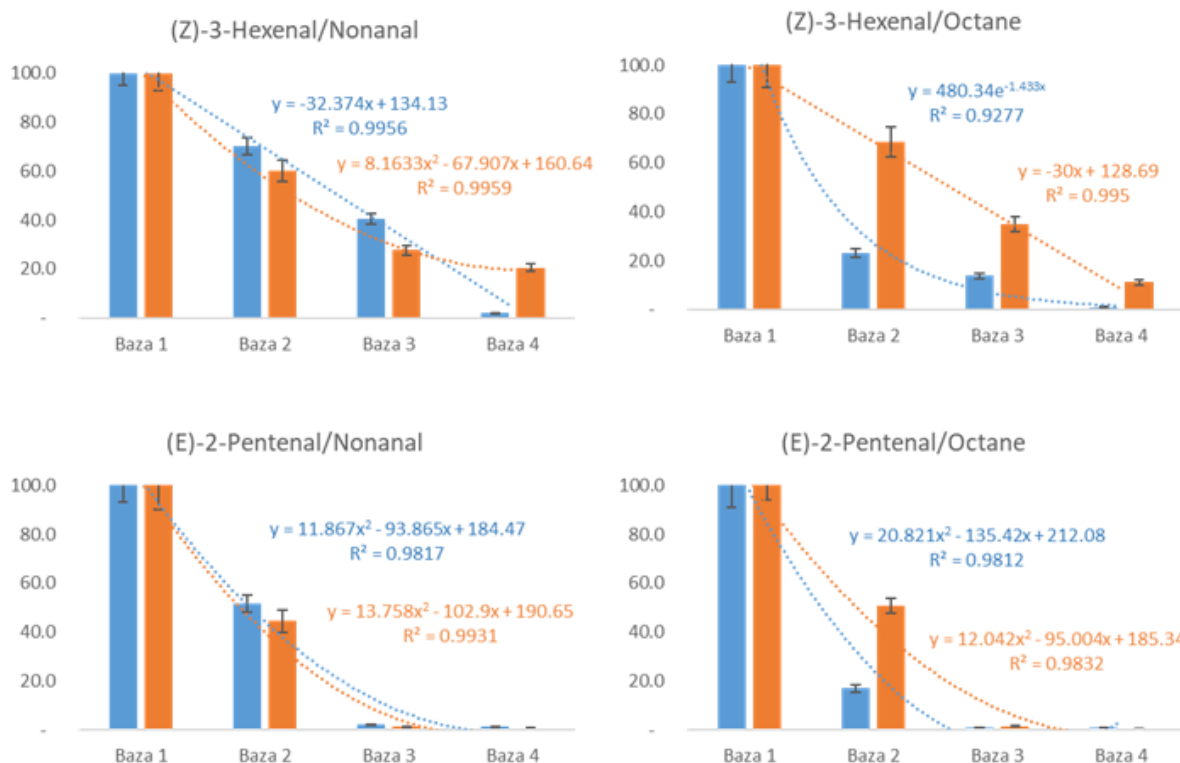 (Z)-3-Hexenal/Nonanal
100.0
80.0
60.0
40.0
20.0
-
y = -32.374x + 134.13
R² = 0.9956
y = 8.1633x² - 67.907x + 160.64
R² = 0.9959
Baza 1 Baza 2 Baza 3 Baza 4
(Z)-3-Hexenal/Octane
100.0
80.0
60.0
40.0
20.0
-
y = 480.34e^-1.433x
R² = 0.9277
y = -30x + 128.69
R² = 0.995
Baza 1 Baza 2 Baza 3 Baza 4
(E)-2-Pentenal/Nonanal
100.0
80.0
60.0
40.0
20.0
-
y = 11.867x² - 93.865x + 184.47
R² = 0.9817
y = 13.758x² - 102.9x + 190.65
R² = 0.9931
Baza 1 Baza 2 Baza 3 Baza 4
(E)-2-Pentenal/Octane
100.0
80.0
60.0
40.0
20.0
-
y = 20.821x² - 135.42x + 212.08
R² = 0.9812
y = 12.042x² - 95.004x + 185.34
R² = 0.9832
Baza 1 Baza 2 Baza 3 Baza 4